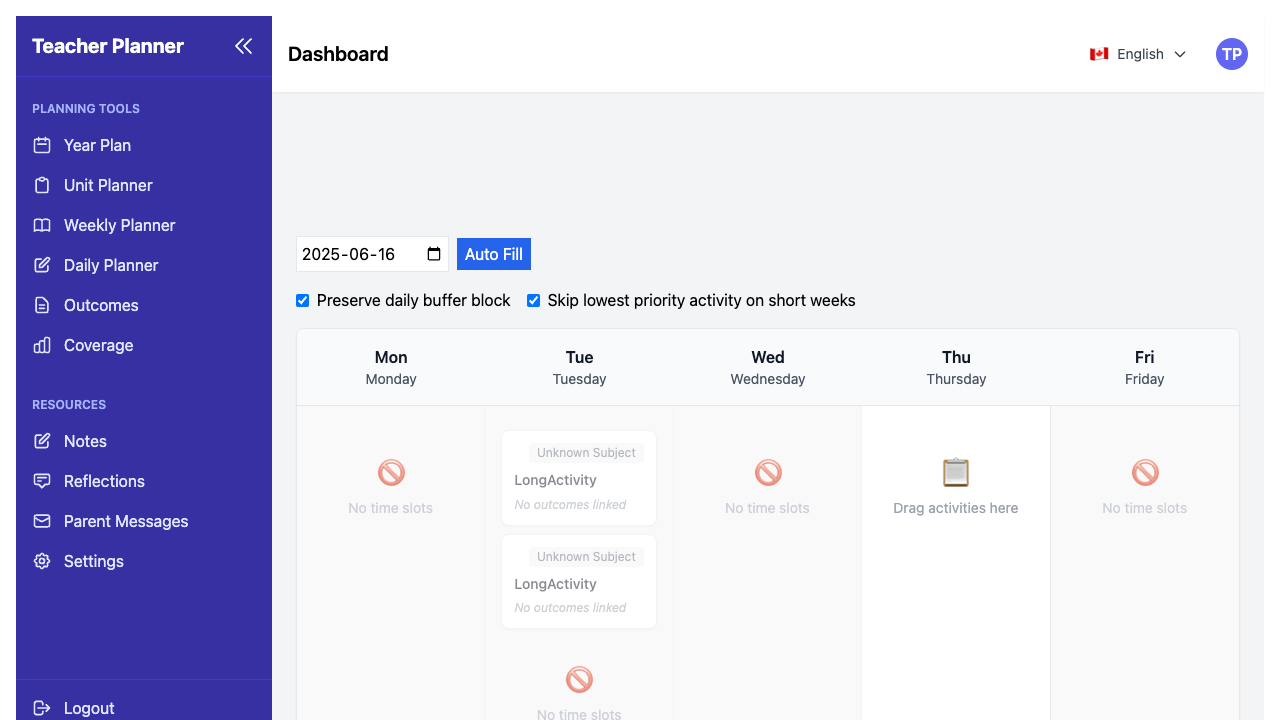 Teacher Planner
PLANNING TOOLS
Year Plan
Unit Planner
Weekly Planner
Daily Planner
Outcomes
Coverage
RESOURCES
Notes
Reflections
Parent Messages
Settings
Logout
Dashboard
English
TP
2025-06-16
Auto Fill
Preserve daily buffer block
Skip lowest priority activity on short weeks
Mon
Monday
Tue
Tuesday
Wed
Wednesday
Thu
Thursday
Fri
Friday
No time slots
Unknown Subject
LongActivity
No outcomes linked
Unknown Subject
LongActivity
No outcomes linked
No time slots
No time slots
Drag activities here
No time slots